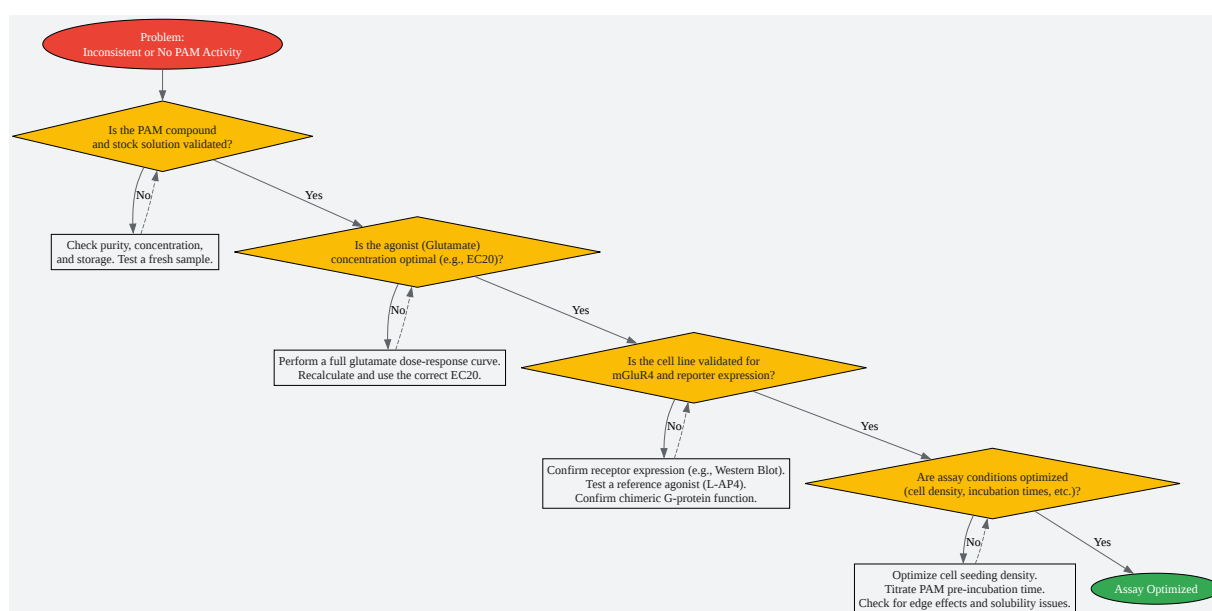 Problem:
Inconsistent or No PAM Activity
Is the PAM compound
and stock solution validated?
No
Yes
Check purity, concentration,
and storage. Test a fresh sample.
Is the agonist (Glutamate)
concentration optimal (e.g., EC20)?
No
Yes
Perform a full glutamate dose-response curve.
Recalculate and use the correct EC20.
Is the cell line validated for
mGluR4 and reporter expression?
No
Yes
Confirm receptor expression (e.g., Western Blot).
Test a reference agonist (L-AP4).
Confirm chimeric G-protein function.
Are assay conditions optimized
(cell density, incubation times, etc.)?
No
Yes
Optimize cell seeding density.
Titrate PAM pre-incubation time.
Check for edge effects and solubility issues.
Assay Optimized